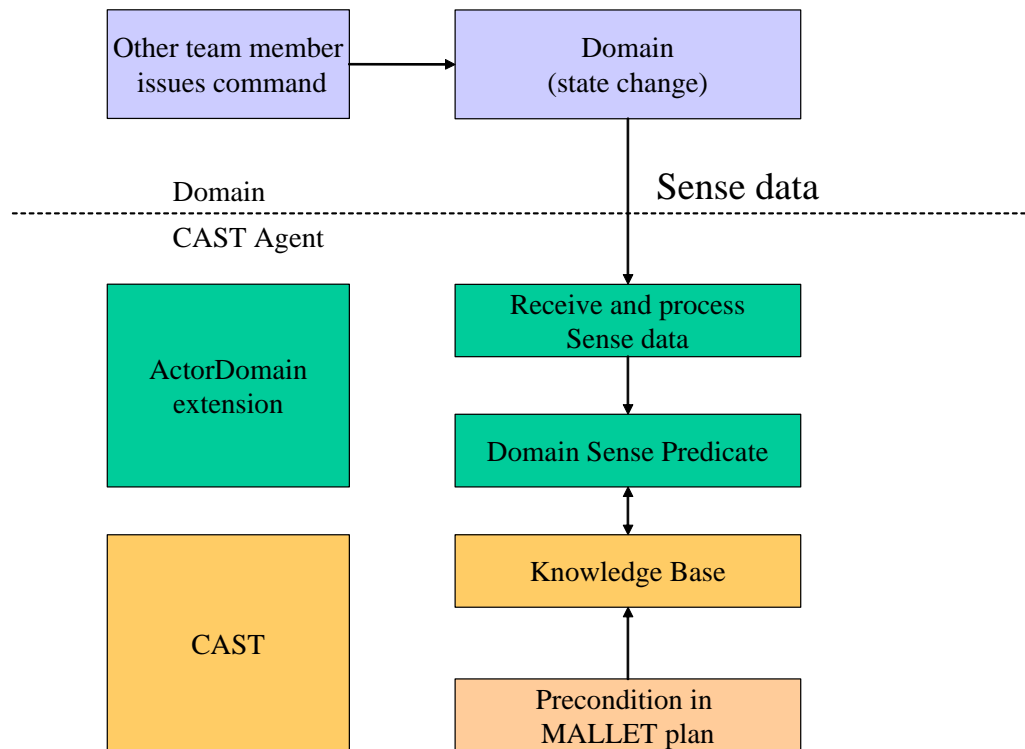 Other team member
issues command
Domain
(state change)
Domain
Sense data
CAST Agent
ActorDomain
extension
Receive and process
Sense data
Domain Sense Predicate
CAST
Knowledge Base
Precondition in
MALLET plan